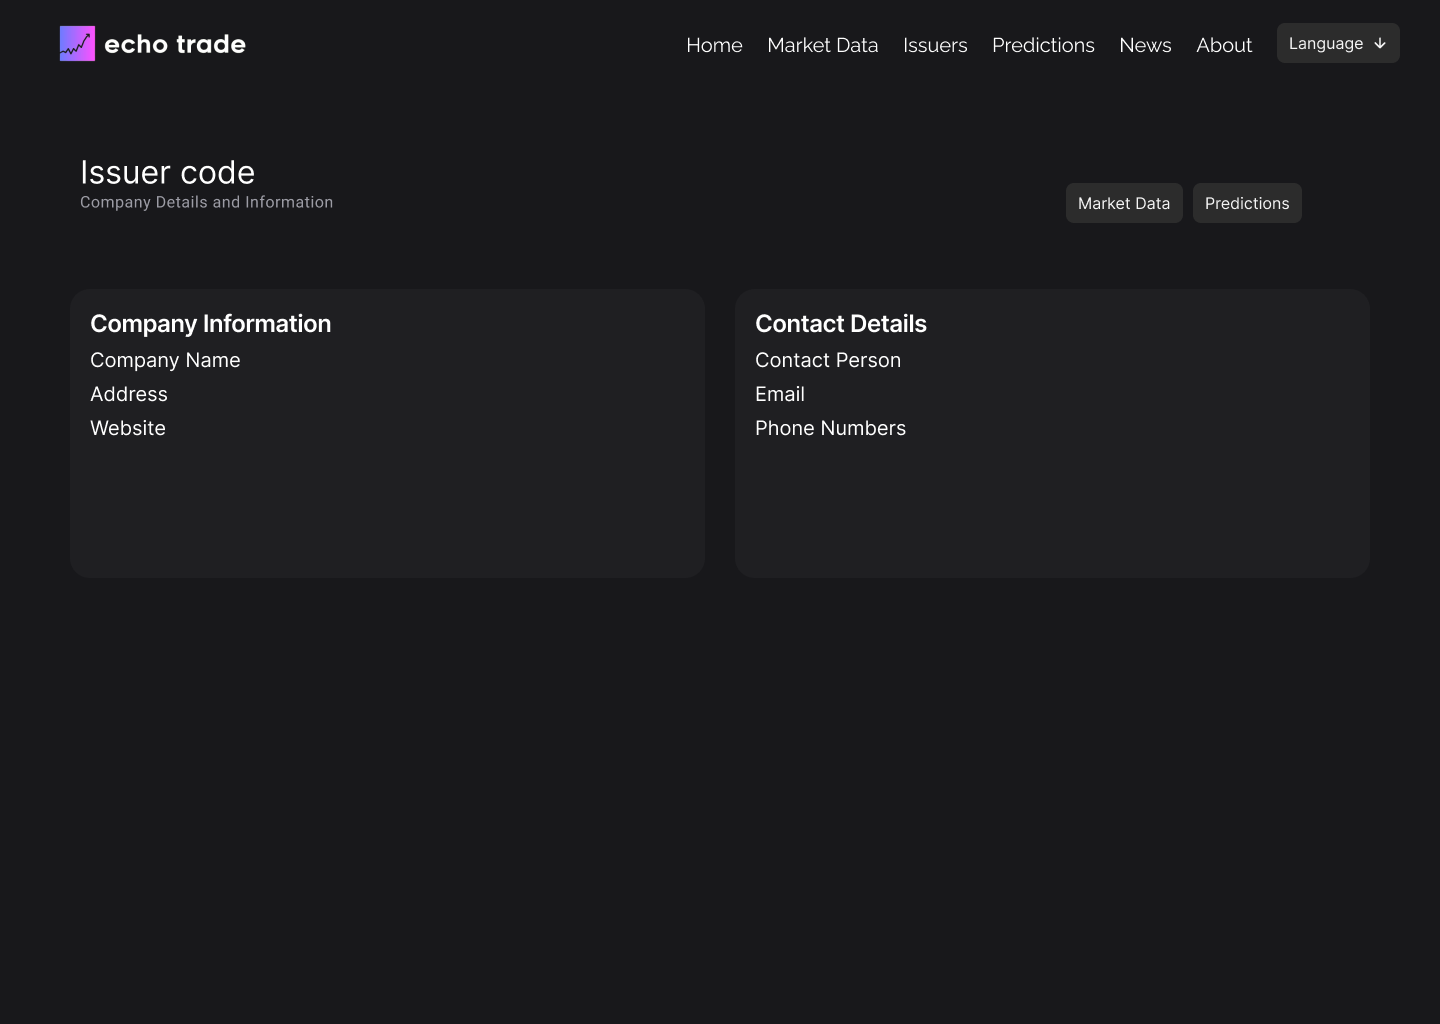 echo trade
Home Market Data Issuers Predictions News About Language ↓
Issuer code
Company Details and Information
Market Data Predictions
Company Information
Company Name
Address
Website
Contact Details
Contact Person
Email
Phone Numbers